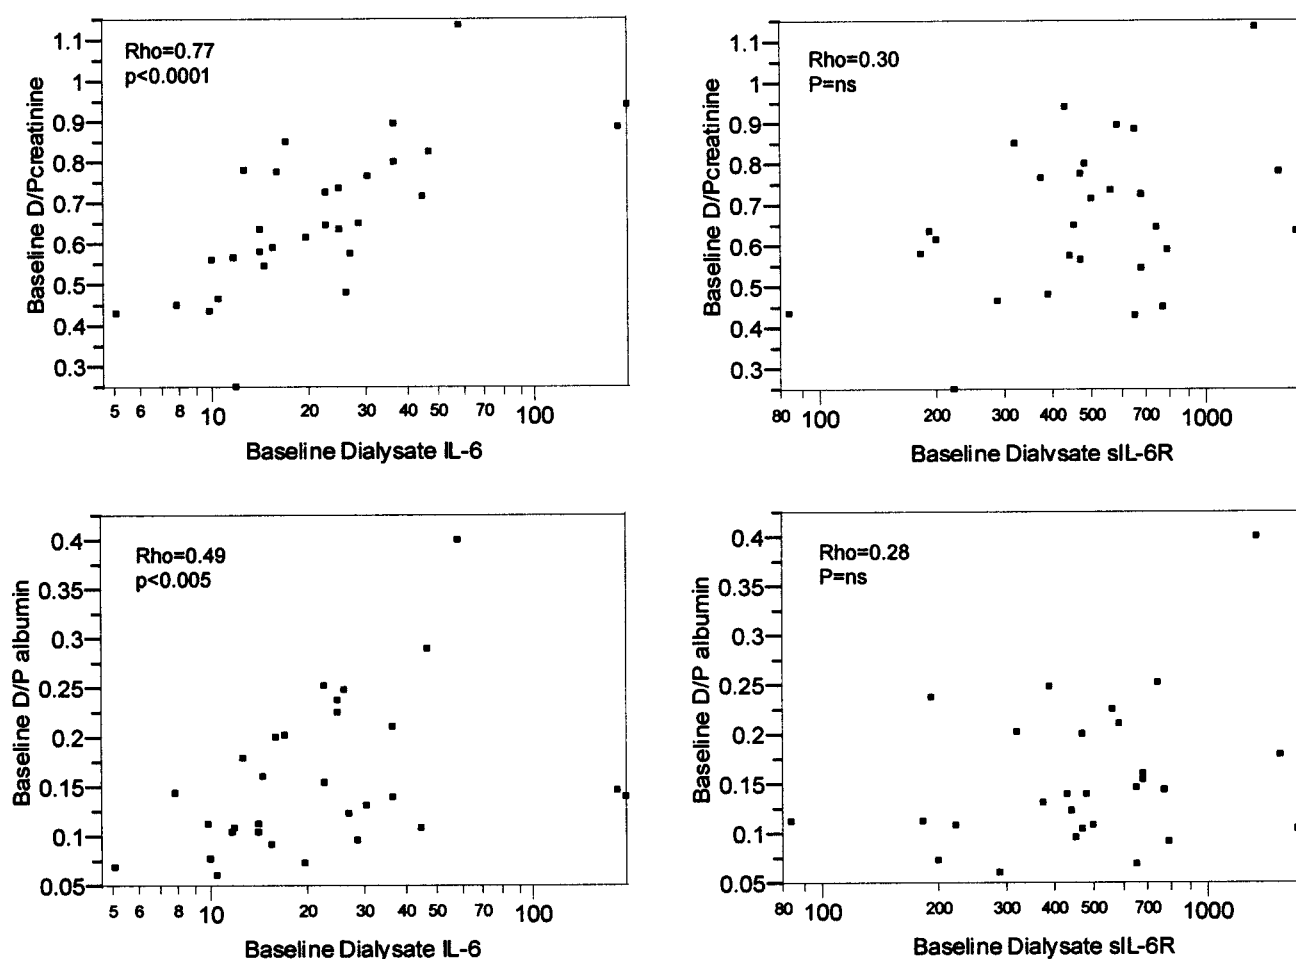 Rho=0.77
p<0.0001
Baseline D/Pcreatinine
1.1
1
0.9
0.8
0.7
0.6
0.5
0.4
0.3
5 6 8 10 20 30 40 50 70 100
Baseline Dialysate IL-6
Rho=0.30
P=ns
Baseline D/Pcreatinine
1.1
1
0.9
0.8
0.7
0.6
0.5
0.4
0.3
80 100 200 300 400 500 700 1000
Baseline Dialvsate sIL-6R
Rho=0.49
p<0.005
Baseline D/P albumin
0.4
0.35
0.3
0.25
0.2
0.15
0.1
0.05
5 6 8 10 20 30 40 50 70 100
Baseline Dialysate IL-6
Rho=0.28
P=ns
Baseline D/P albumin
0.4
0.35
0.3
0.25
0.2
0.15
0.1
0.05
80 100 200 300 400 500 700 1000
Baseline Dialysate sIL-6R